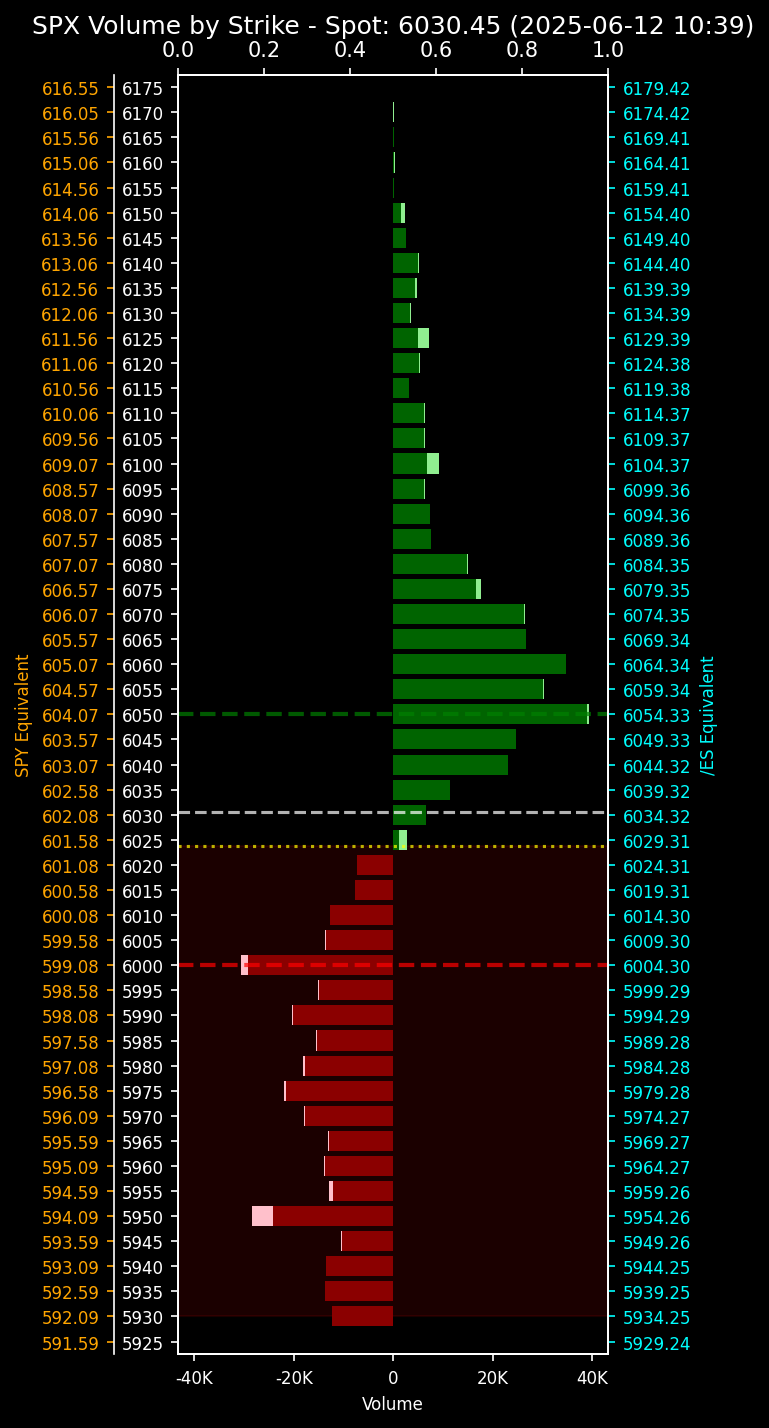 SPX Volume by Strike - Spot: 6030.45 (2025-06-12 10:39)
0.0 0.2 0.4 0.6 0.8 1.0
616.55 6175 6179.42
616.05 6170 6174.42
615.56 6165 6169.41
615.06 6160 6164.41
614.56 6155 6159.41
614.06 6150 6154.40
613.56 6145 6149.40
613.06 6140 6144.40
612.56 6135 6139.39
612.06 6130 6134.39
611.56 6125 6129.39
611.06 6120 6124.38
610.56 6115 6119.38
610.06 6110 6114.37
609.56 6105 6109.37
609.07 6100 6104.37
608.57 6095 6099.36
608.07 6090 6094.36
607.57 6085 6089.36
607.07 6080 6084.35
606.57 6075 6079.35
606.07 6070 6074.35
605.57 6065 6069.34
605.07 6060 6064.34
604.57 6055 6059.34
604.07 6050 6054.33
603.57 6045 6049.33
603.07 6040 6044.32
602.58 6035 6039.32
602.08 6030 6034.32
601.58 6025 6029.31
601.08 6020 6024.31
600.58 6015 6019.31
600.08 6010 6014.30
599.58 6005 6009.30
599.08 6000 6004.30
598.58 5995 5999.29
598.08 5990 5994.29
597.58 5985 5989.28
597.08 5980 5984.28
596.58 5975 5979.28
596.09 5970 5974.27
595.59 5965 5969.27
595.09 5960 5964.27
594.59 5955 5959.26
594.09 5950 5954.26
593.59 5945 5949.26
593.09 5940 5944.25
592.59 5935 5939.25
592.09 5930 5934.25
591.59 5925 5929.24
SPY Equivalent
/ES Equivalent
-40K -20K 0 20K 40K
Volume